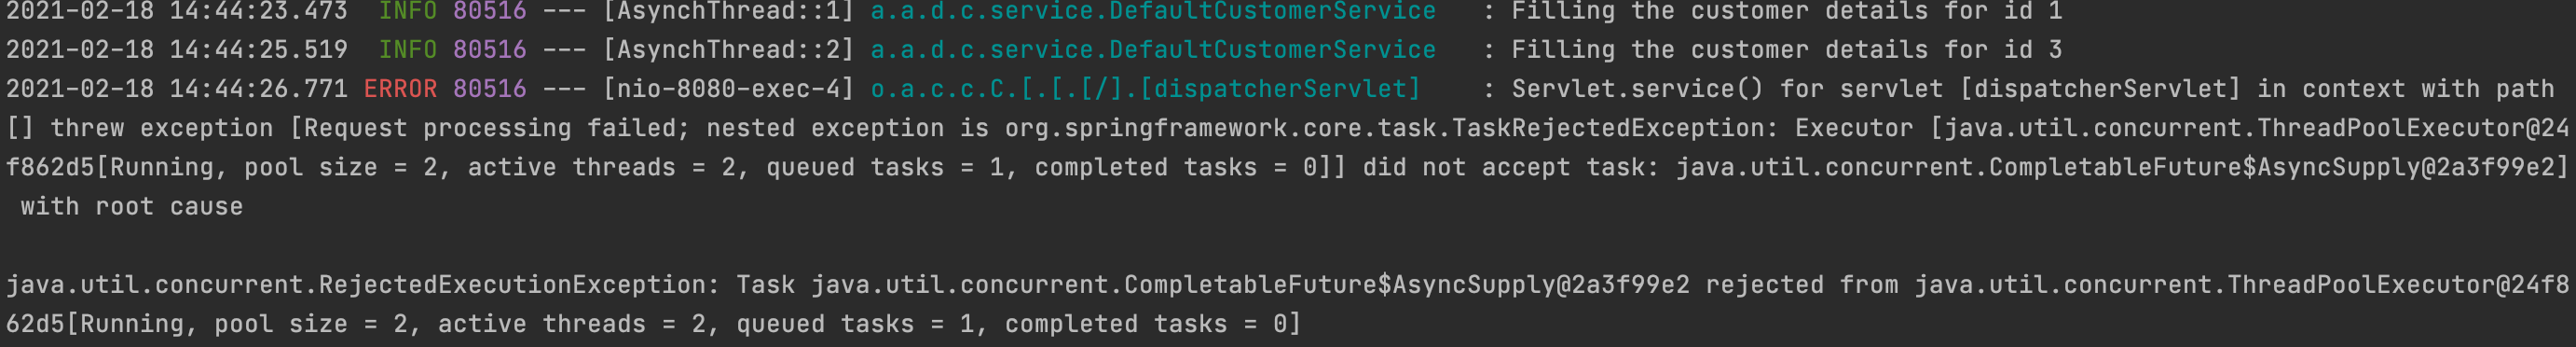 2021-02-18 14:44:23.473  INFO 80516 --- [AsynchThread::1] a.a.d.c.service.DefaultCustomerService   : Filling the customer details for id 1
2021-02-18 14:44:25.519  INFO 80516 --- [AsynchThread::2] a.a.d.c.service.DefaultCustomerService   : Filling the customer details for id 3
2021-02-18 14:44:26.771 ERROR 80516 --- [nio-8080-exec-4] o.a.c.c.C.[.[.[/].[dispatcherServlet]    : Servlet.service() for servlet [dispatcherServlet] in context with path
[] threw exception [Request processing failed; nested exception is org.springframework.core.task.TaskRejectedException: Executor [java.util.concurrent.ThreadPoolExecutor@24
f862d5[Running, pool size = 2, active threads = 2, queued tasks = 1, completed tasks = 0]] did not accept task: java.util.concurrent.CompletableFuture$AsyncSupply@2a3f99e2]
 with root cause
java.util.concurrent.RejectedExecutionException: Task java.util.concurrent.CompletableFuture$AsyncSupply@2a3f99e2 rejected from java.util.concurrent.ThreadPoolExecutor@24f8
62d5[Running, pool size = 2, active threads = 2, queued tasks = 1, completed tasks = 0]